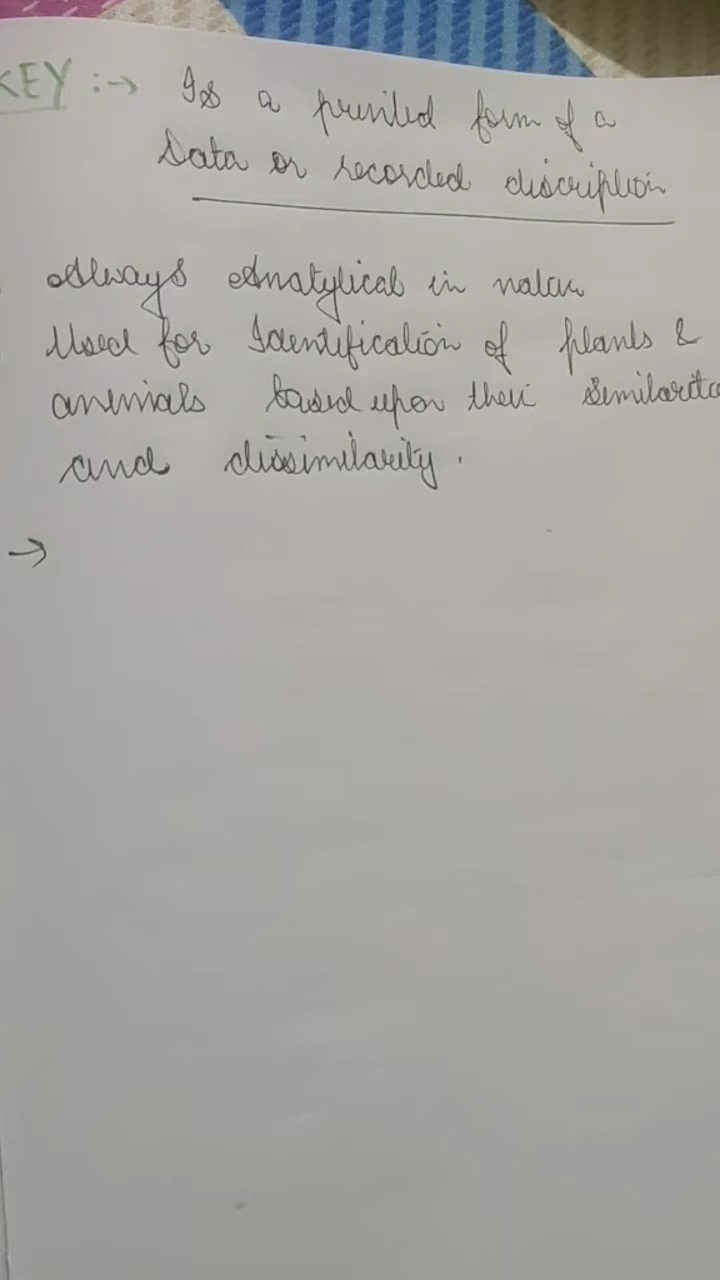 KEY :→ Is a printed form of a
Data or recorded discription
Always Analytical in nature
Used for Identification of plants &
animals based upon their similarita
and dissimilarity.
→